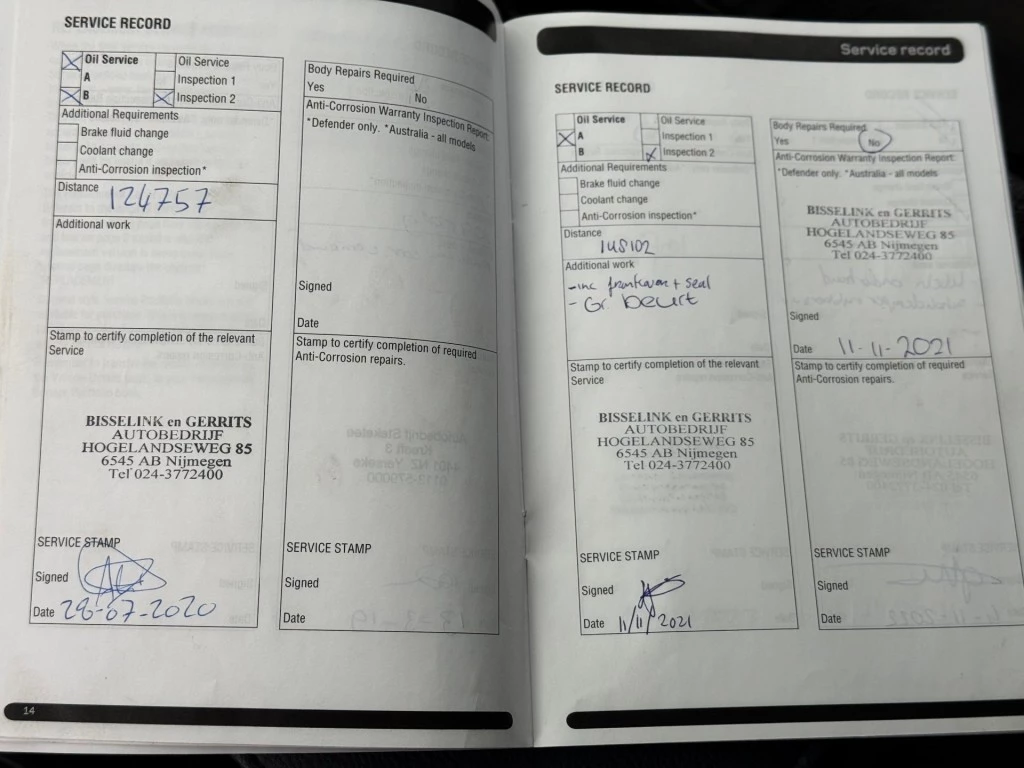 SERVICE RECORD
Oil Service
Oil Service
A
Inspection 1
B
Inspection 2
Additional Requirements
Brake fluid change
Coolant change
Anti-Corrosion inspection*
Distance
124757
Additional work
Stamp to certify completion of the relevant
Service
BISSELINK en GERRITS
AUTOBEDRIJF
HOGELANDSEWEG 85
6545 AB Nijmegen
Tel 024-3772400
SERVICE STAMP
Signed
Date 28-07-2020
Body Repairs Required
Yes
No
Anti-Corrosion Warranty Inspection Report:
*Defender only. *Australia - all models
Signed
Date
Stamp to certify completion of required
Anti-Corrosion repairs.
SERVICE STAMP
Signed
Date
14
Service record
SERVICE RECORD
Oil Service
Oil Service
A
Inspection 1
B
Inspection 2
Additional Requirements
Brake fluid change
Coolant change
Anti-Corrosion inspection*
Distance
148102
Additional work
- Gr. beurt
Stamp to certify completion of the relevant
Service
BISSELINK en GERRITS
AUTOBEDRIJF
HOGELANDSEWEG 85
6545 AB Nijmegen
Tel 024-3772400
SERVICE STAMP
Signed
Date 11/11/2021
Body Repairs Required
Yes
No
Anti-Corrosion Warranty Inspection Report:
*Defender only. *Australia - all models
BISSELINK en GERRITS
AUTOBEDRIJF
HOGELANDSEWEG 85
6545 AB Nijmegen
Tel 024-3772400
Signed
Date 11-11-2021
Stamp to certify completion of required
Anti-Corrosion repairs.
SERVICE STAMP
Signed
Date